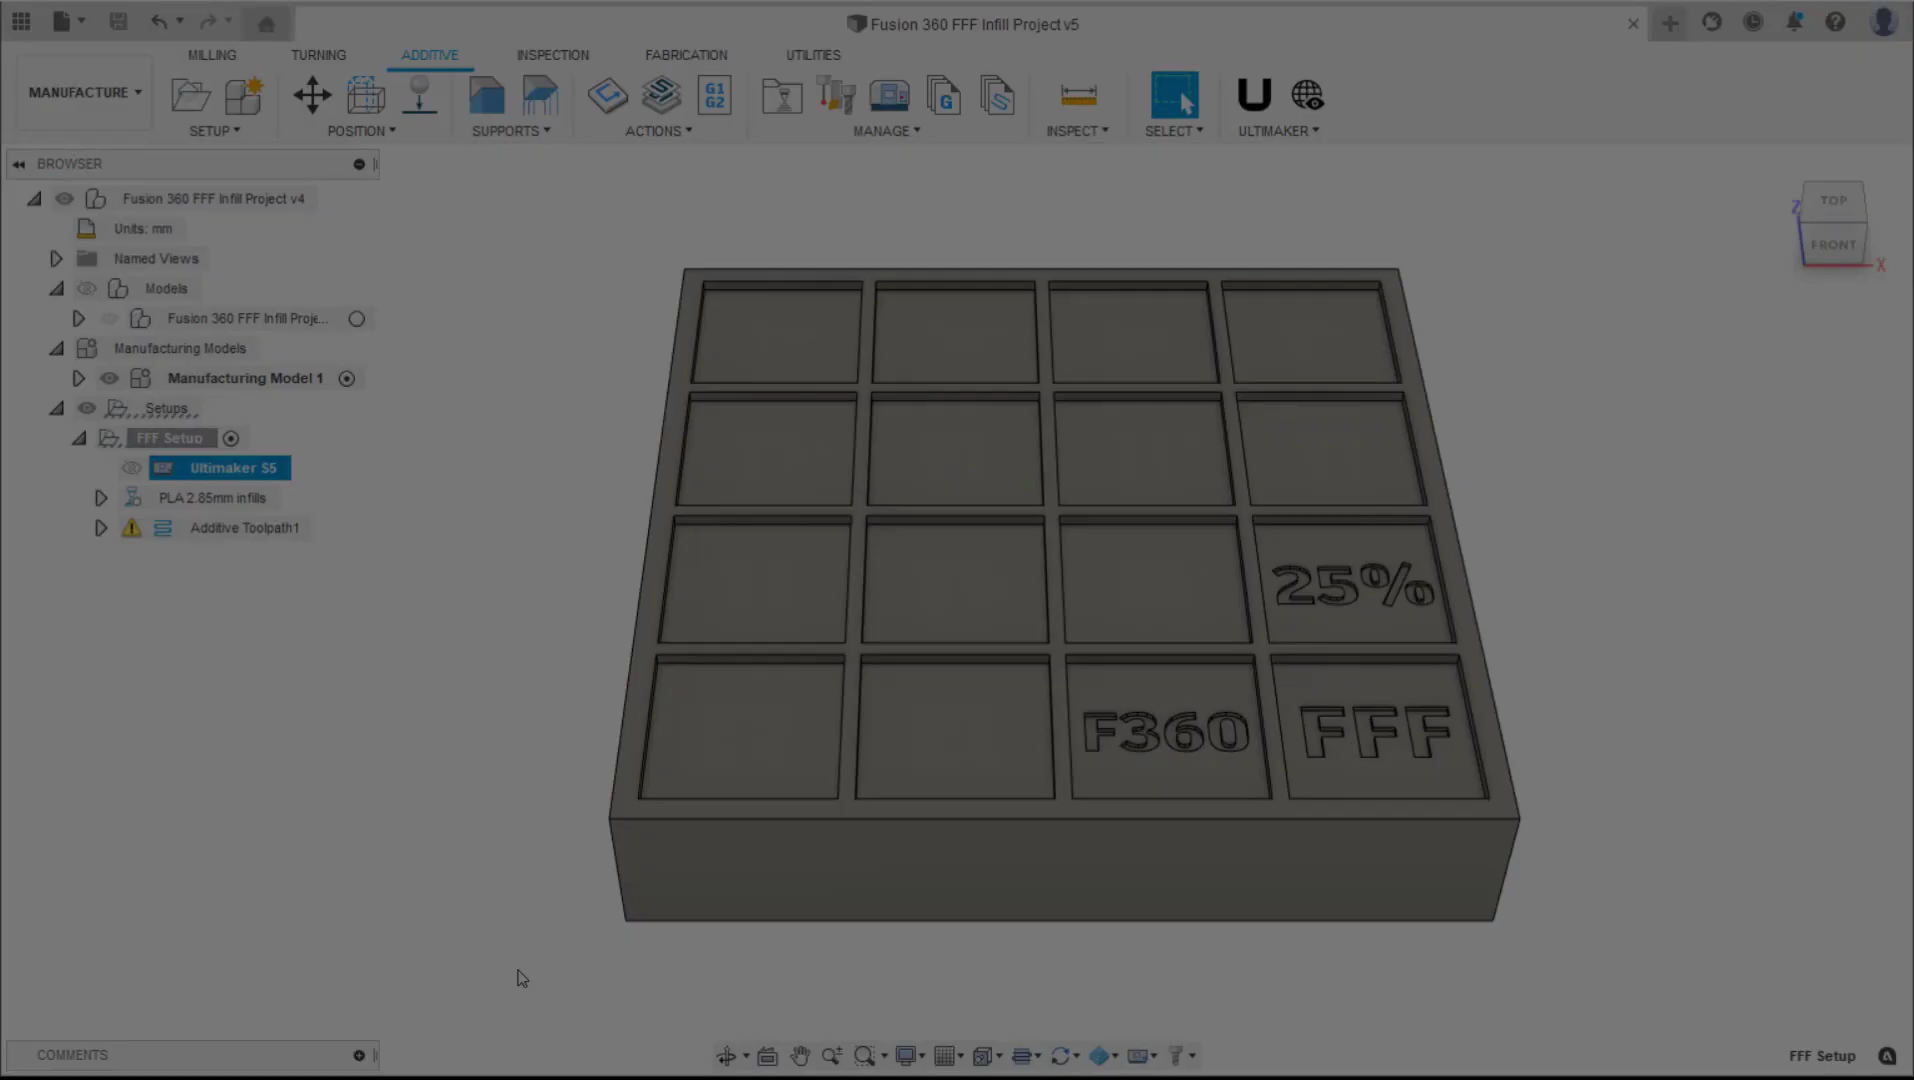 Fusion 360 FFF Infill Project v5
MILLING TURNING ADDITIVE INSPECTION FABRICATION UTILITIES
MANUFACTURE
G1
G2
G
SETUP POSITION SUPPORTS ACTIONS MANAGE INSPECT SELECT ULTIMAKER
BROWSER
Fusion 360 FFF Infill Project v4
Units: mm
Named Views
Models
Fusion 360 FFF Infill Proje...
Manufacturing Models
Manufacturing Model 1
Setups
FFF Setup
Ultimaker S5
PLA 2.85mm infills
Additive Toolpath1
TOP
Z
FRONT
X
25%
F360 FFF
COMMENTS
FFF Setup